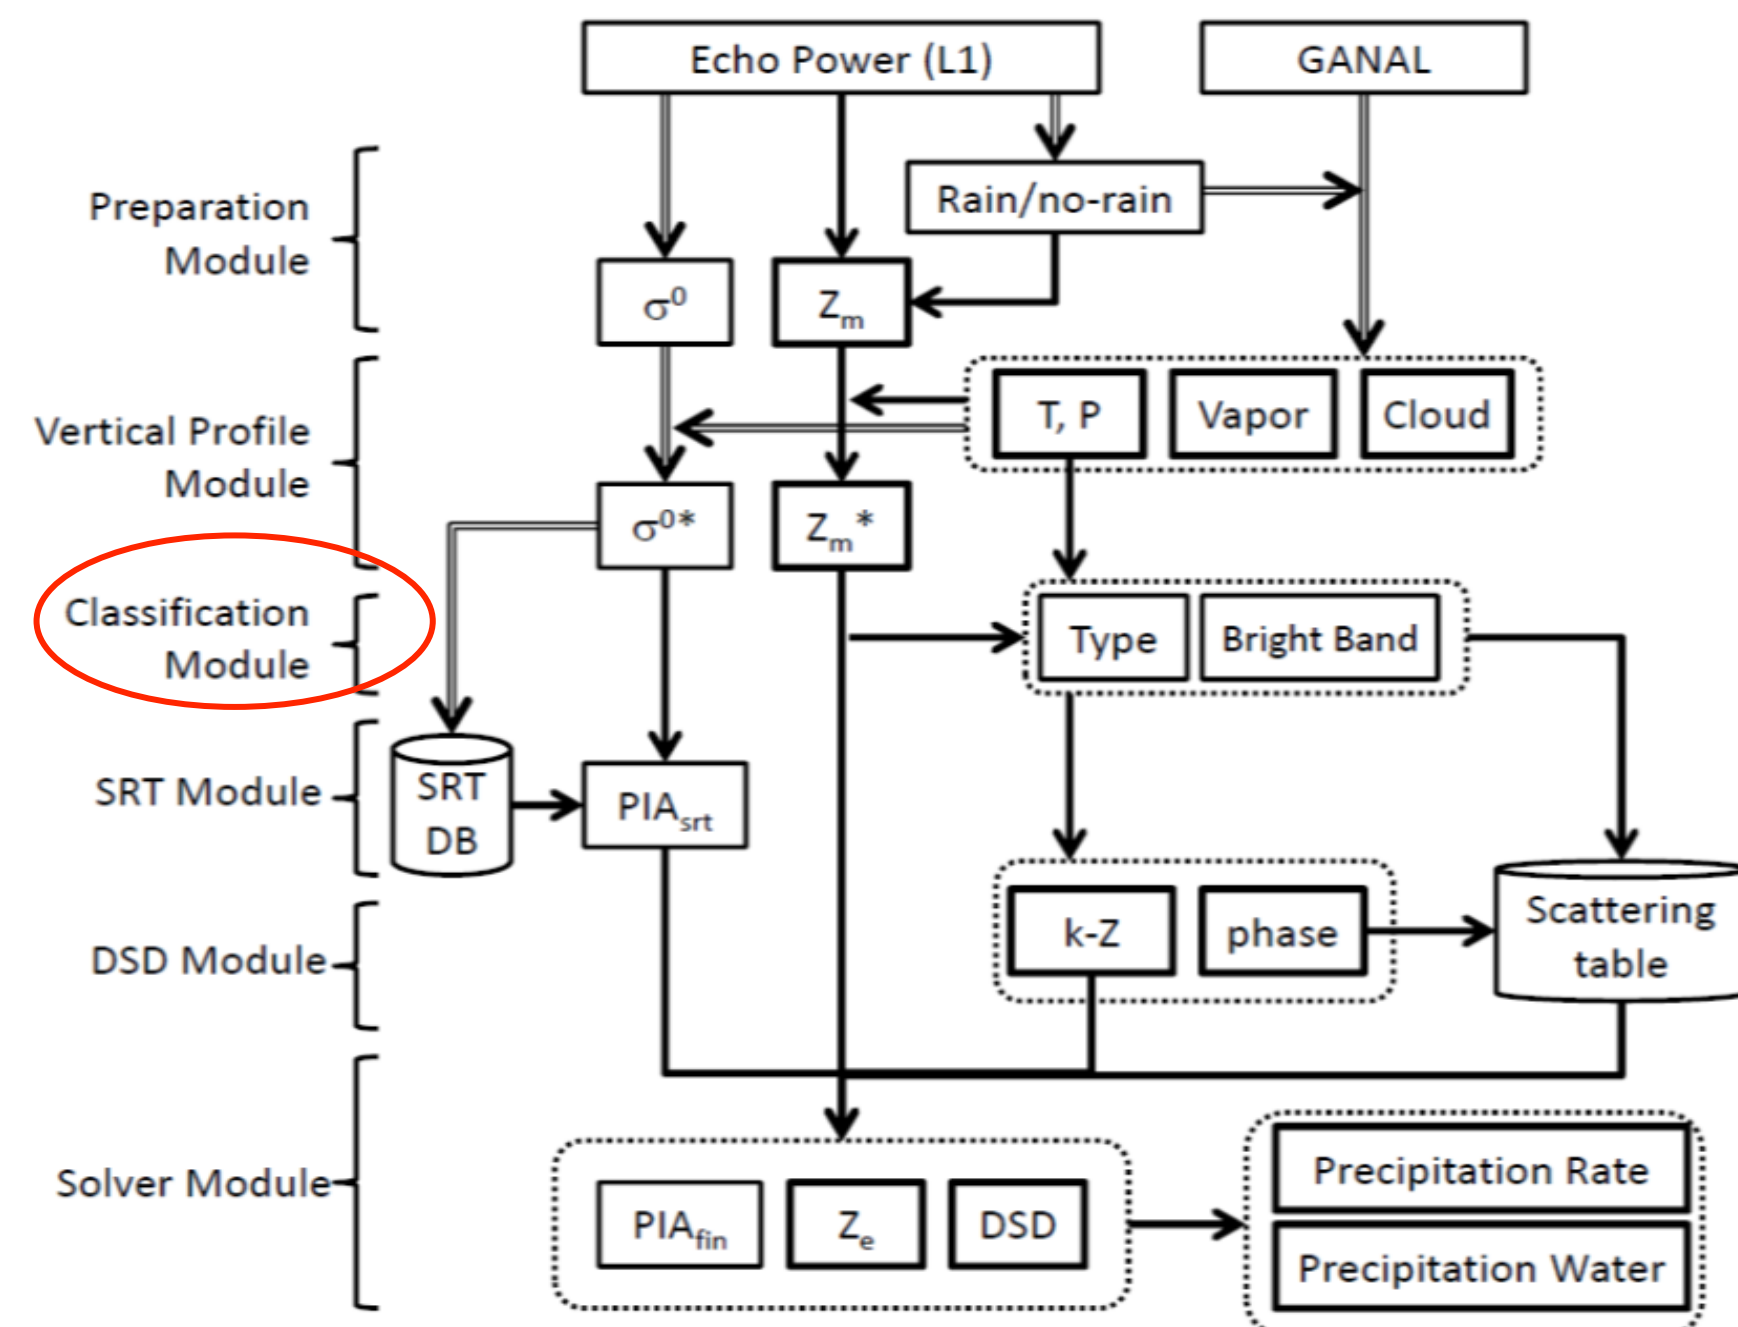 Echo Power (L1)
GANAL
Preparation
Module
Rain/no-rain
σ⁰
Zₘ
Vertical Profile
Module
T, P
Vapor
Cloud
σ⁰*
Zₘ*
Classification
Module
Type
Bright Band
SRT Module
SRT
DB
PIAsrt
DSD Module
k-Z
phase
Scattering
table
Solver Module
PIAfin
Zₑ
DSD
Precipitation Rate
Precipitation Water